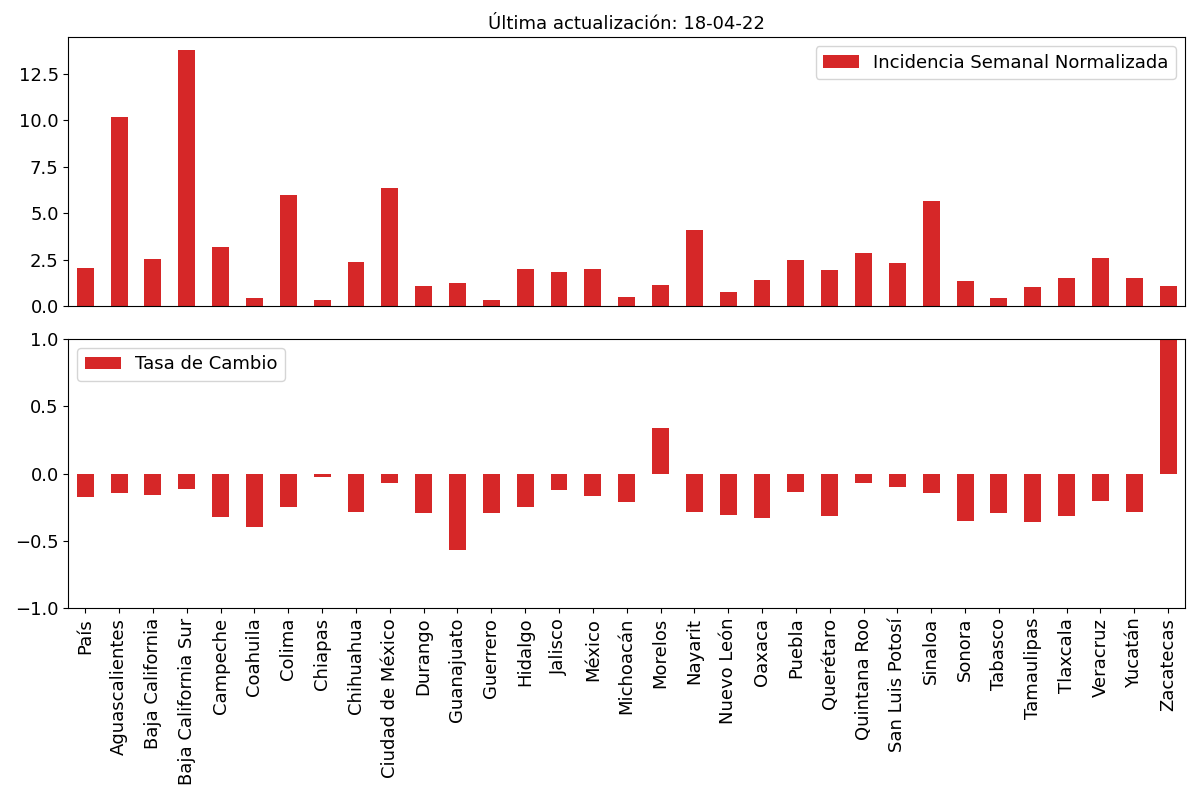 Última actualización: 18-04-22
Incidencia Semanal Normalizada
12.5
10.0
7.5
5.0
2.5
0.0
Tasa de Cambio
1.0
0.5
0.0
−0.5
−1.0
País
Aguascalientes
Baja California
Baja California Sur
Campeche
Coahuila
Colima
Chiapas
Chihuahua
Ciudad de México
Durango
Guanajuato
Guerrero
Hidalgo
Jalisco
México
Michoacán
Morelos
Nayarit
Nuevo León
Oaxaca
Puebla
Querétaro
Quintana Roo
San Luis Potosí
Sinaloa
Sonora
Tabasco
Tamaulipas
Tlaxcala
Veracruz
Yucatán
Zacatecas